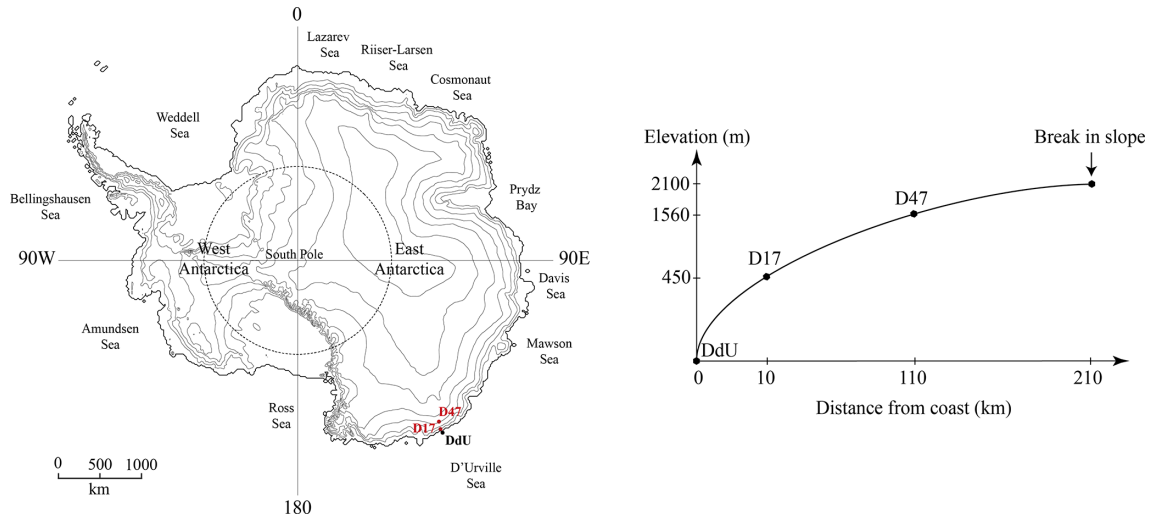 0
Lazarev
Sea
Riiser-Larsen
Sea
Cosmonaut
Sea
Weddell
Sea
Bellingshausen
Sea
Prydz
Bay
90W
West
Antarctica
South Pole
East
Antarctica
90E
Davis
Sea
Amundsen
Sea
Mawson
Sea
Ross
Sea
D47
D17
DdU
D'Urville
Sea
0 500 1000
km
180
Elevation (m)
Break in slope
2100
1560
450
D47
D17
DdU
0 10 110 210
Distance from coast (km)